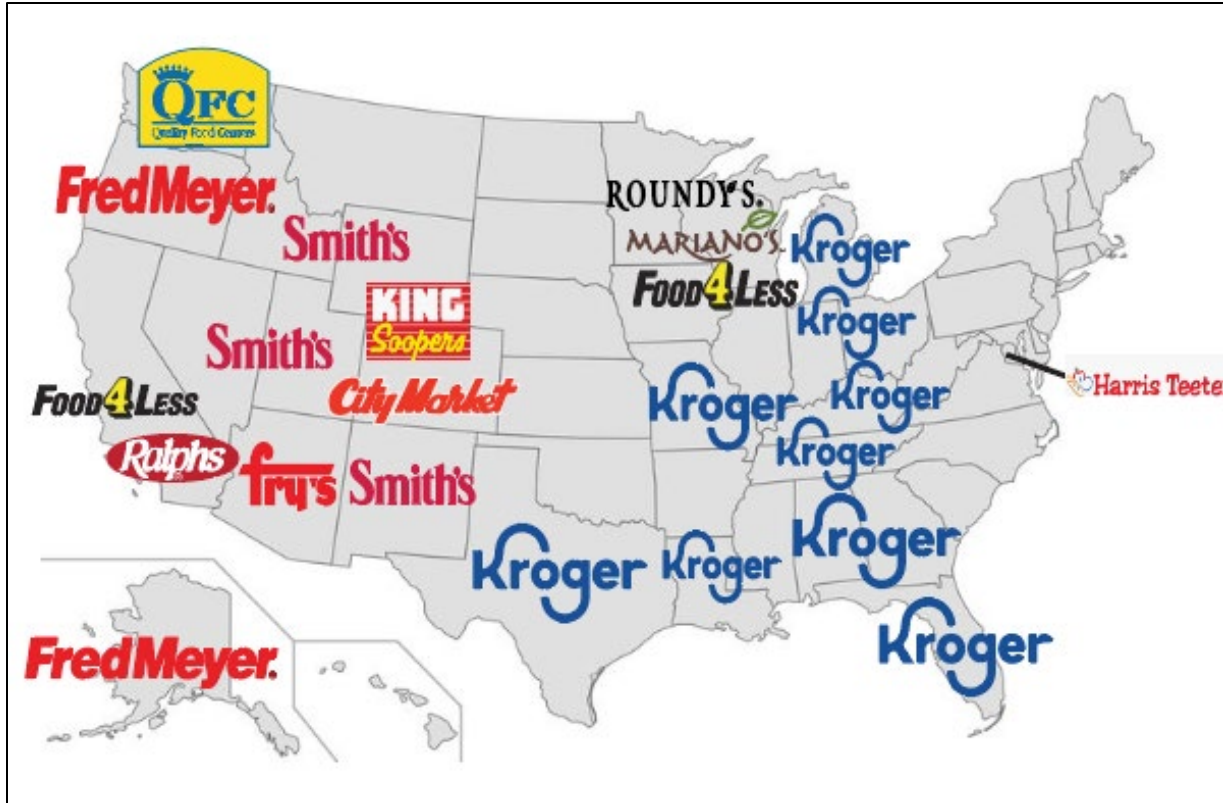 QFC
Quality Food Centers
FredMeyer.
ROUNDY'S.
Smith's
MARIANO'S
Kroger
FOOD4LESS
KING
Soopers
Kroger
Smith's
City Market
Kroger
Kroger
Harris Teete
FOOD4LESS
Ralphs
fry's
Smith's
Kroger
Kroger
Kroger
Kroger
Kroger
FredMeyer.